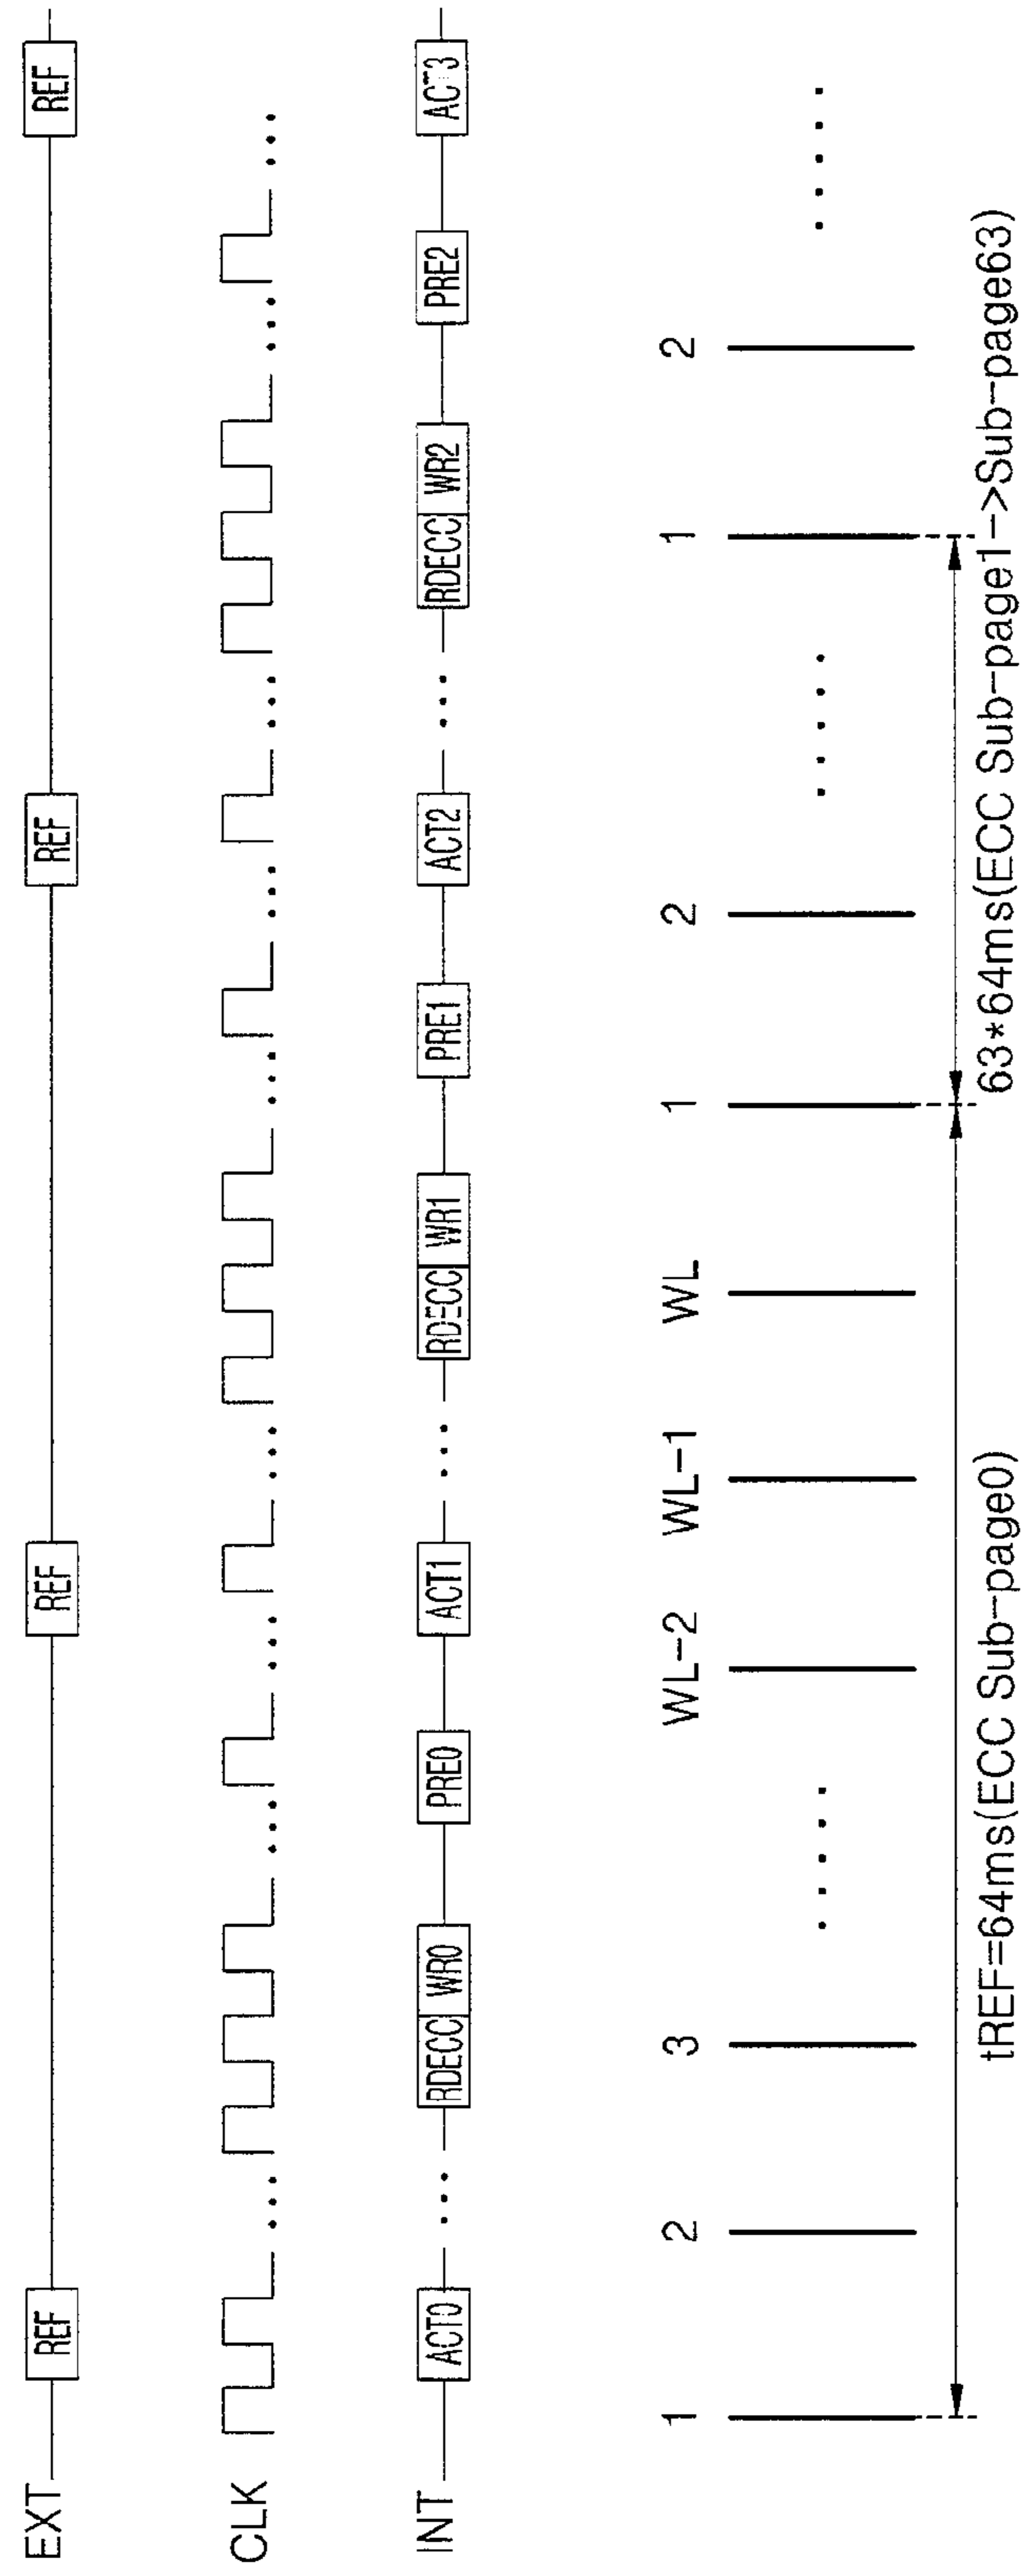 EXT REF REF REF REF
CLK
INT ACT0 RDECC WR0 PRE0 ACT1 RDECC WR1 PRE1 ACT2 RDECC WR2 PRE2 ACT3
1 2 3 WL-2 WL-1 WL 1 2 1 2
tREF=64ms(ECC Sub-page0) 63*64ms(ECC Sub-page1->Sub-page63)